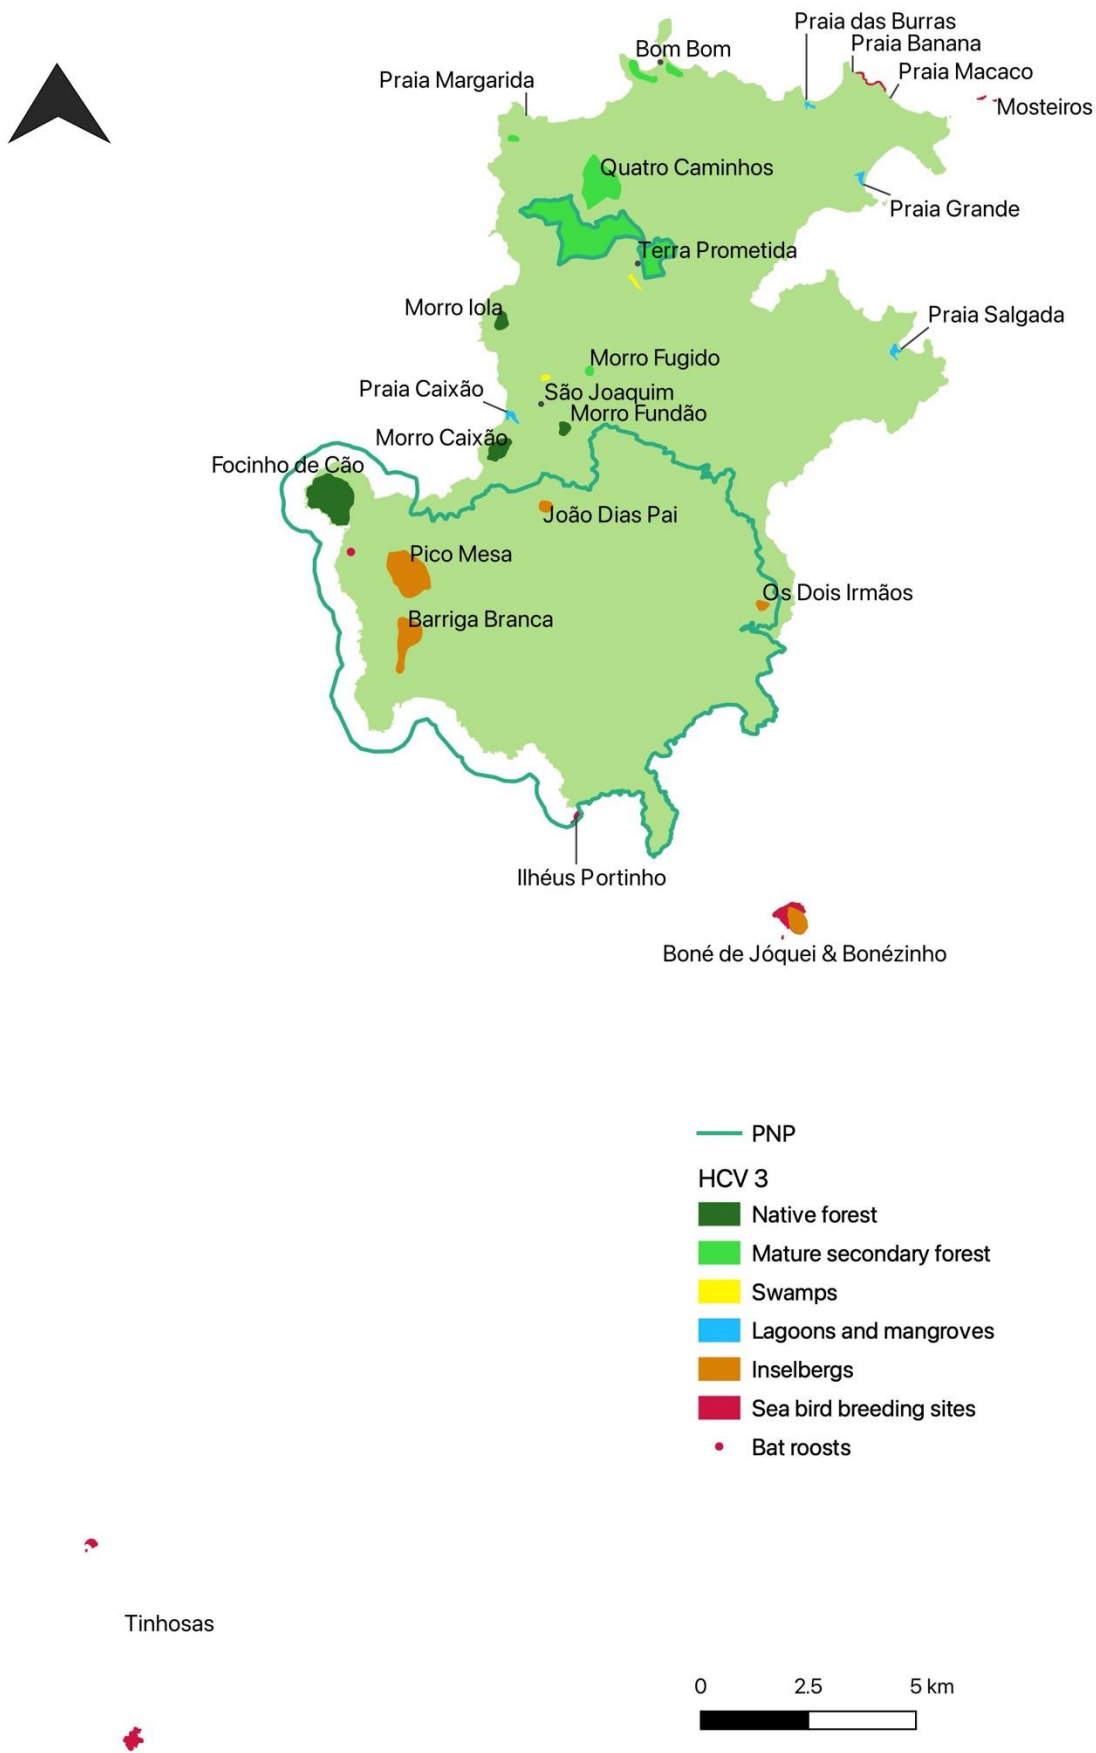 Praia das Burras
Praia Banana
Bom Bom
Praia Macaco
Praia Margarida
Mosteiros
Quatro Caminhos
Praia Grande
Terra Prometida
Morro Iola
Praia Salgada
Morro Fugido
Praia Caixão
São Joaquim
Morro Fundão
Morro Caixão
Focinho de Cão
João Dias Pai
Pico Mesa
Os Dois Irmãos
Barriga Branca
Ilhéus Portinho
Boné de Jóquei & Bonézinho
PNP
HCV 3
Native forest
Mature secondary forest
Swamps
Lagoons and mangroves
Inselbergs
Sea bird breeding sites
Bat roosts
Tinhosas
0 2.5 5 km